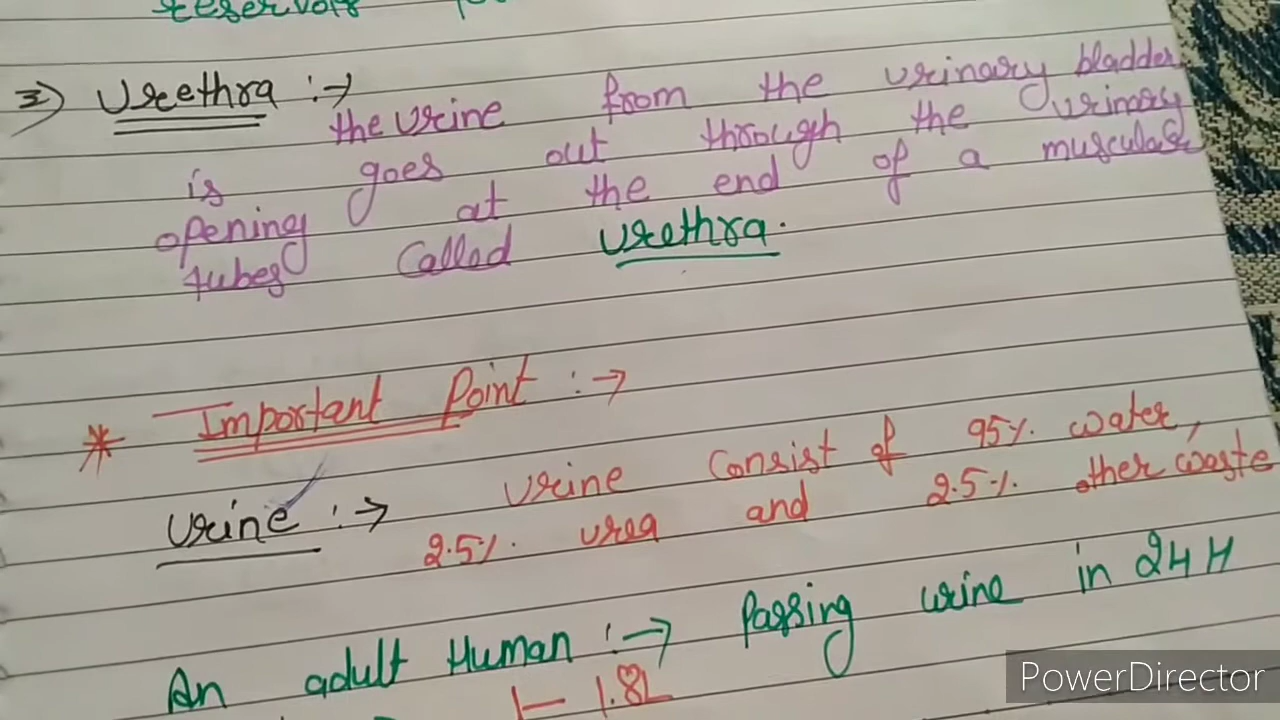 reservoir
3) Urethra :→
the urine from the urinary bladder
is goes out through the urinary
opening at the end of a muscular
tubes called urethra.
* Important Point :→
Urine :→ Urine consist of 95%. water,
2.5%. urea and 2.5%. other waste
An adult Human :→ Passing urine in 24 H
1 — 1.8L
PowerDirector